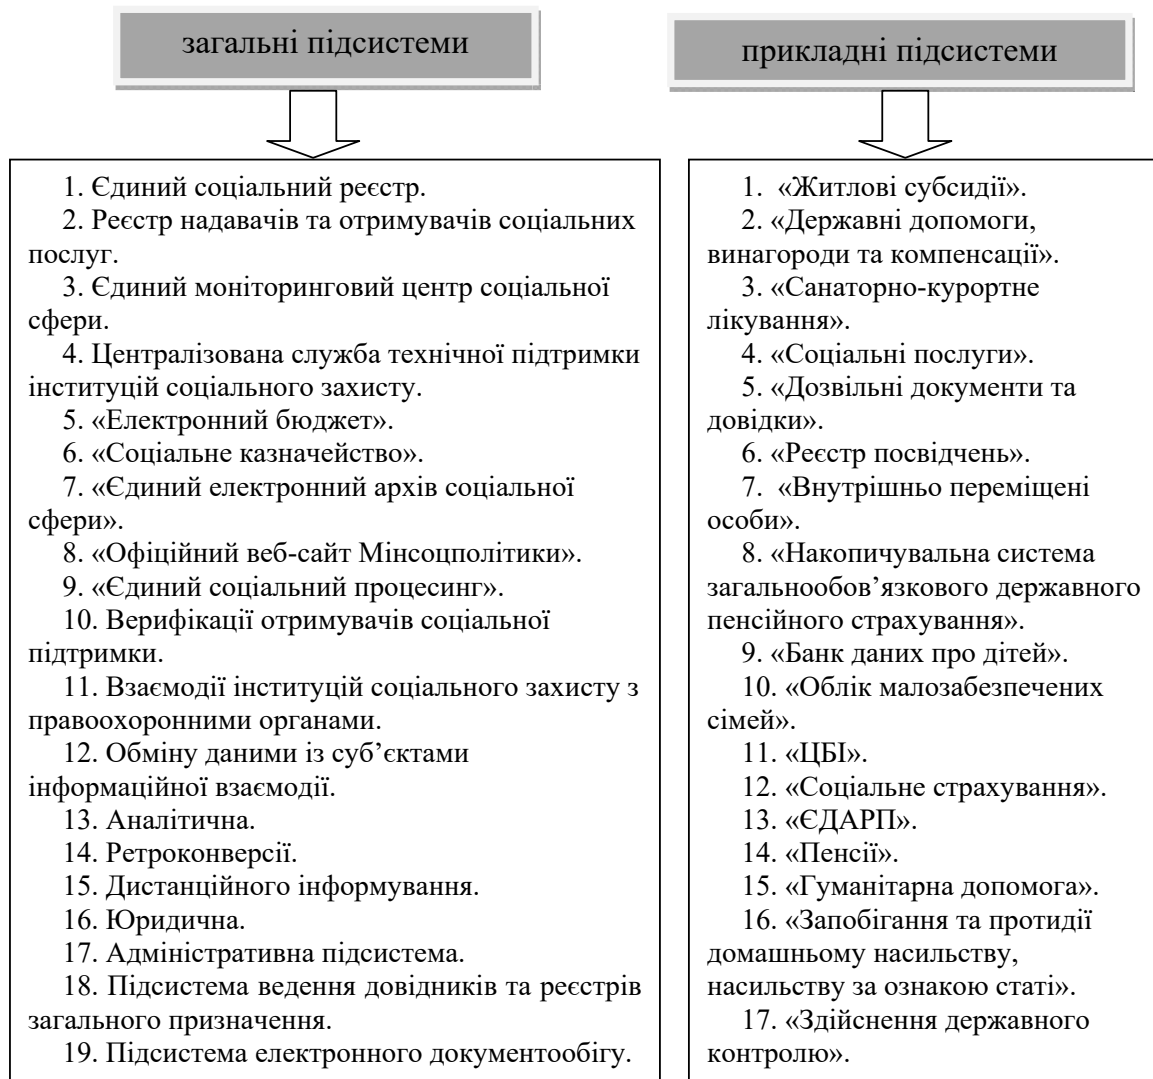 загальні підсистеми
1. Єдиний соціальний реєстр.
2. Реєстр надавачів та отримувачів соціальних
послуг.
3. Єдиний моніторинговий центр соціальної
сфери.
4. Централізована служба технічної підтримки
інституцій соціального захисту.
5. «Електронний бюджет».
6. «Соціальне казначейство».
7. «Єдиний електронний архів соціальної
сфери».
8. «Офіційний веб-сайт Мінсоцполітики».
9. «Єдиний соціальний процесинг».
10. Верифікації отримувачів соціальної
підтримки.
11. Взаємодії інституцій соціального захисту з
правоохоронними органами.
12. Обміну даними із суб’єктами
інформаційної взаємодії.
13. Аналітична.
14. Ретроконверсії.
15. Дистанційного інформування.
16. Юридична.
17. Адміністративна підсистема.
18. Підсистема ведення довідників та реєстрів
загального призначення.
19. Підсистема електронного документообігу.
прикладні підсистеми
1. «Житлові субсидії».
2. «Державні допомоги,
винагороди та компенсації».
3. «Санаторно-курортне
лікування».
4. «Соціальні послуги».
5. «Дозвільні документи та
довідки».
6. «Реєстр посвідчень».
7. «Внутрішньо переміщені
особи».
8. «Накопичувальна система
загальнообов’язкового державного
пенсійного страхування».
9. «Банк даних про дітей».
10. «Облік малозабезпечених
сімей».
11. «ЦБІ».
12. «Соціальне страхування».
13. «ЄДАРП».
14. «Пенсії».
15. «Гуманітарна допомога».
16. «Запобігання та протидії
домашньому насильству,
насильству за ознакою статі».
17. «Здійснення державного
контролю».